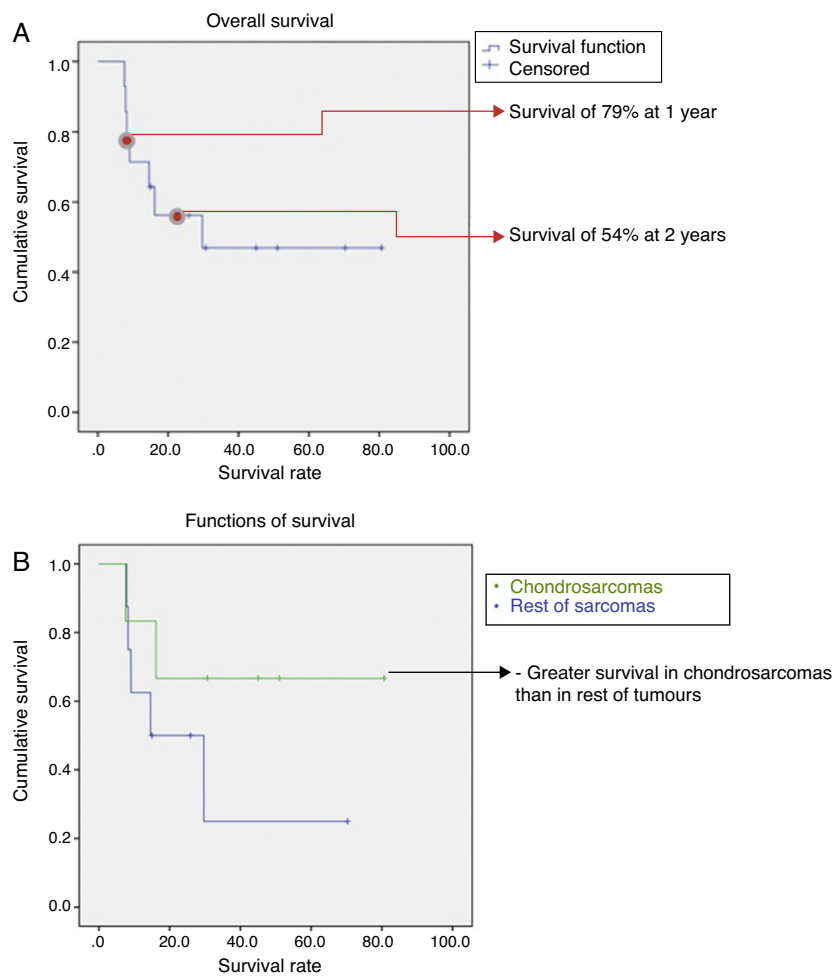 A
Overall survival
Survival function
Censored
Survival of 79% at 1 year
Survival of 54% at 2 years
Cumulative survival
1.0
0.8
0.6
0.4
0.2
0.0
.0 20.0 40.0 60.0 80.0 100.0
Survival rate
B
Functions of survival
Chondrosarcomas
Rest of sarcomas
- Greater survival in chondrosarcomas
than in rest of tumours
Cumulative survival
1.0
0.8
0.6
0.4
0.2
0.0
.0 20.0 40.0 60.0 80.0 100.0
Survival rate